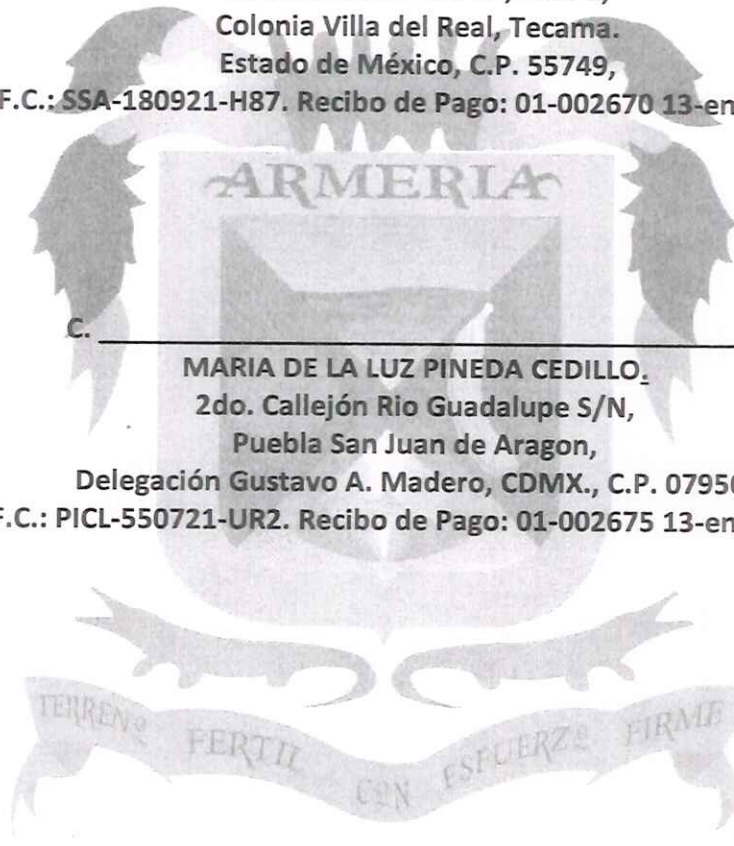 Colonia Villa del Real, Tecama.
Estado de México, C.P. 55749,
F.C.: SSA-180921-H87. Recibo de Pago: 01-002670 13-en
ARMERIA
C.
MARIA DE LA LUZ PINEDA CEDILLO.
2do. Callejón Rio Guadalupe S/N,
Puebla San Juan de Aragon,
Delegación Gustavo A. Madero, CDMX., C.P. 0795
F.C.: PICL-550721-UR2. Recibo de Pago: 01-002675 13-en
TERRENO FERTIL CON ESFUERZO FIRME